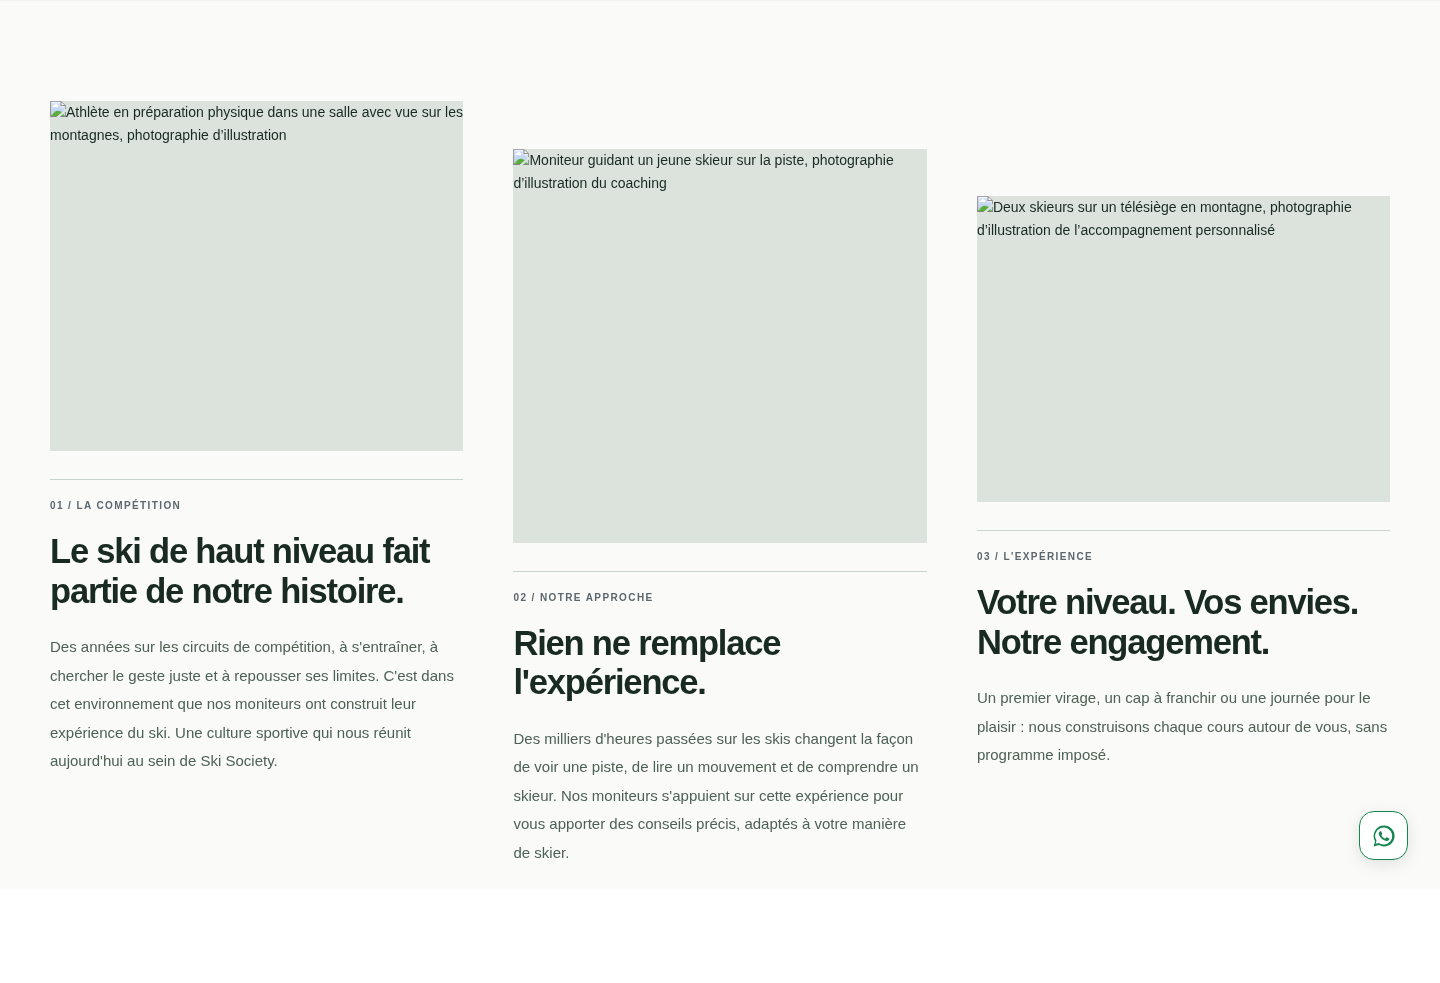 Athlète en préparation physique dans une salle avec vue sur les
montagnes, photographie d’illustration
01 / LA COMPÉTITION
Le ski de haut niveau fait
partie de notre histoire.
Des années sur les circuits de compétition, à s'entraîner, à
chercher le geste juste et à repousser ses limites. C'est dans
cet environnement que nos moniteurs ont construit leur
expérience du ski. Une culture sportive qui nous réunit
aujourd'hui au sein de Ski Society.
Moniteur guidant un jeune skieur sur la piste, photographie
d’illustration du coaching
02 / NOTRE APPROCHE
Rien ne remplace
l'expérience.
Des milliers d'heures passées sur les skis changent la façon
de voir une piste, de lire un mouvement et de comprendre un
skieur. Nos moniteurs s'appuient sur cette expérience pour
vous apporter des conseils précis, adaptés à votre manière
de skier.
Deux skieurs sur un télésiège en montagne, photographie
d’illustration de l’accompagnement personnalisé
03 / L'EXPÉRIENCE
Votre niveau. Vos envies.
Notre engagement.
Un premier virage, un cap à franchir ou une journée pour le
plaisir : nous construisons chaque cours autour de vous, sans
programme imposé.